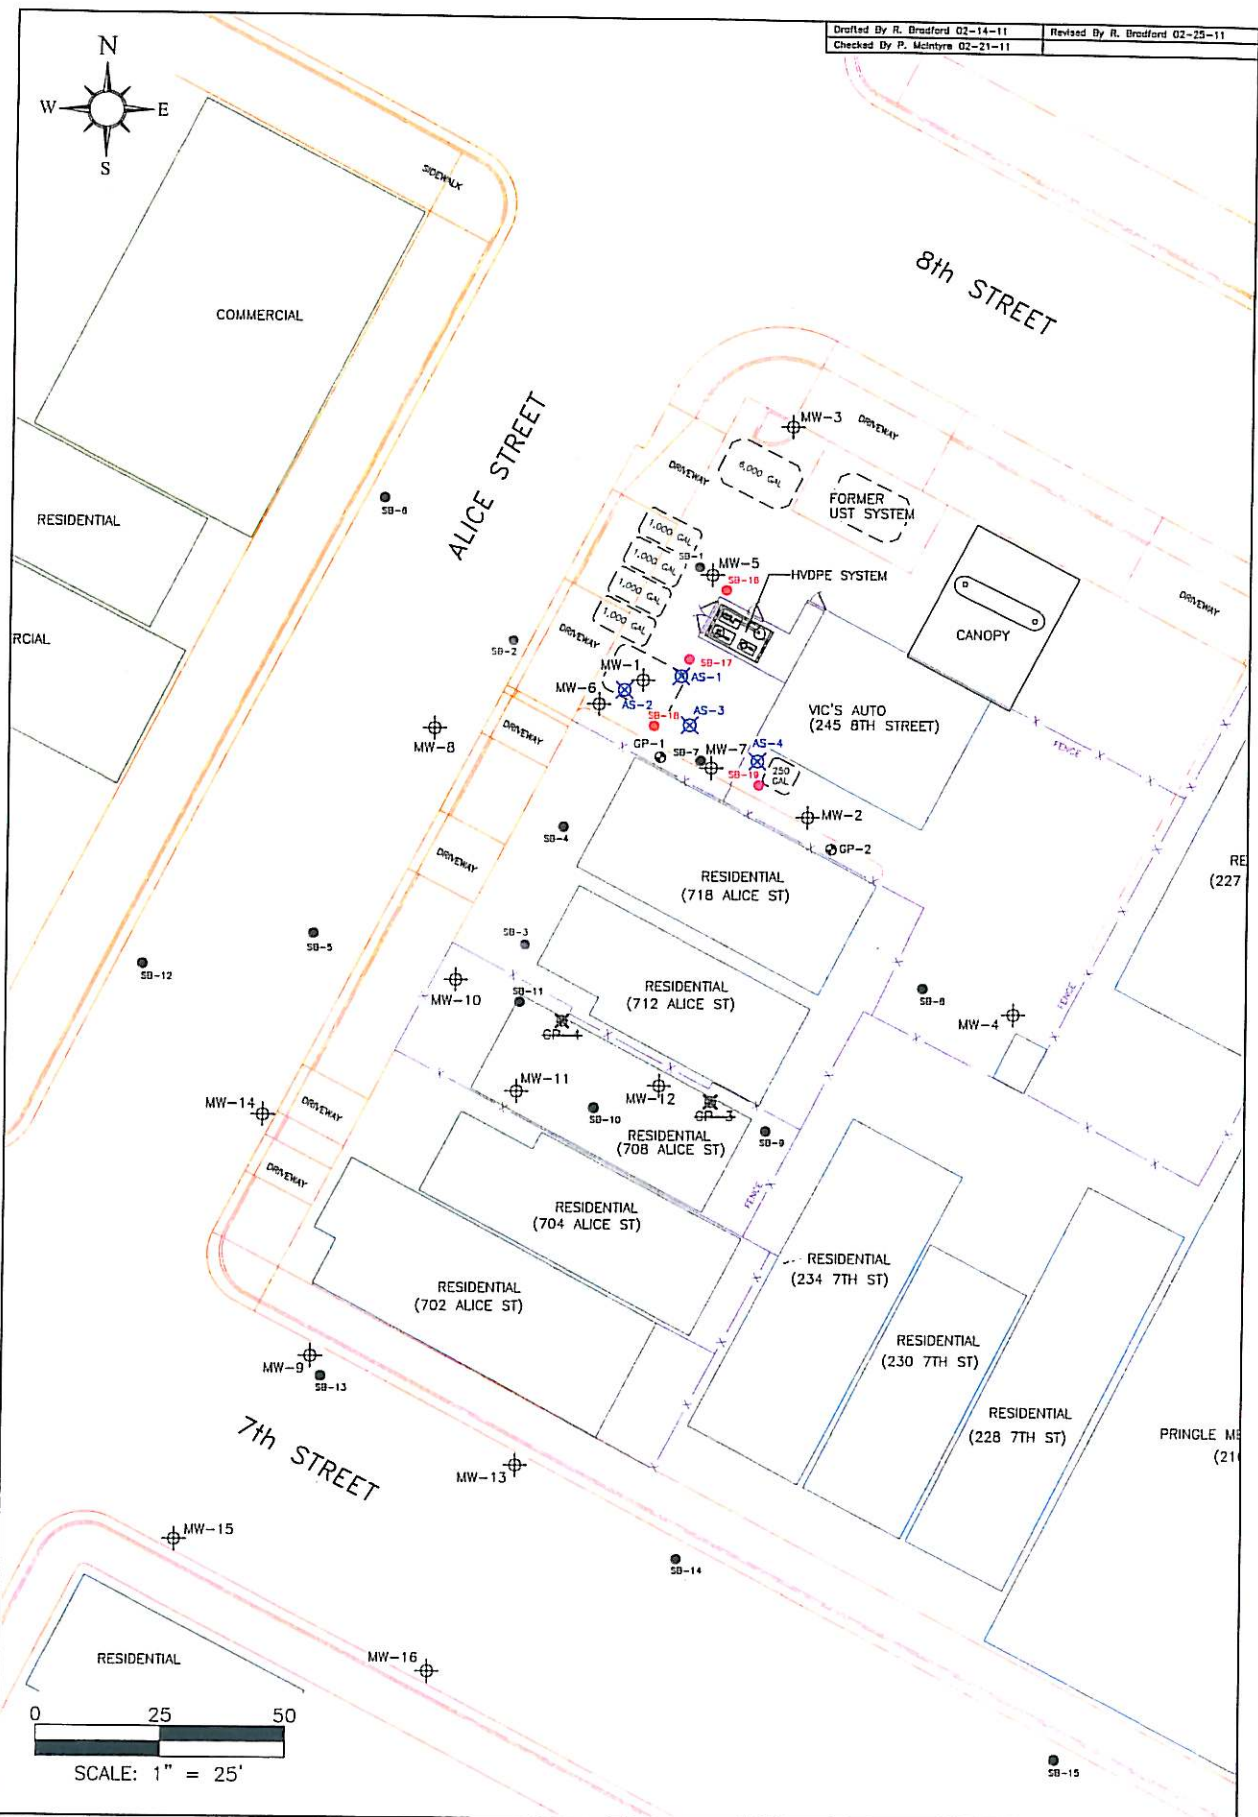 Drafted By R. Bradford 02-14-11
Revised By R. Bradford 02-25-11
Checked By P. McIntyre 02-21-11
N
W
E
S
SIDEWALK
COMMERCIAL
8th STREET
ALICE STREET
MW-3
DRIVEWAY
DRIVEWAY
6,000 GAL
FORMER
UST SYSTEM
RESIDENTIAL
SB-6
1,000 GAL
1,000 GAL
1,000 GAL
1,000 GAL
SB-1
MW-5
SB-16
HVDPE SYSTEM
DRIVEWAY
CANOPY
RCIAL
SB-2
DRIVEWAY
MW-1
SB-17
AS-1
MW-6
AS-2
SB-18
AS-3
VIC'S AUTO
(245 8TH STREET)
MW-8
DRIVEWAY
GP-1
SB-7
MW-7
AS-4
SB-19
250
GAL
FENCE
MW-2
SB-4
GP-2
DRIVEWAY
RESIDENTIAL
(718 ALICE ST)
RE
(227
SB-5
SB-3
SB-12
MW-10
SB-11
RESIDENTIAL
(712 ALICE ST)
SB-8
FENCE
MW-4
GP-4
MW-11
MW-12
MW-14
DRIVEWAY
SB-10
GP-3
RESIDENTIAL
(708 ALICE ST)
SB-9
DRIVEWAY
FENCE
RESIDENTIAL
(704 ALICE ST)
RESIDENTIAL
(234 7TH ST)
RESIDENTIAL
(702 ALICE ST)
RESIDENTIAL
(230 7TH ST)
MW-9
SB-13
RESIDENTIAL
(228 7TH ST)
PRINGLE ME
(210
7th STREET
MW-13
MW-15
SB-14
RESIDENTIAL
MW-16
0 25 50
SCALE: 1" = 25'
SB-15